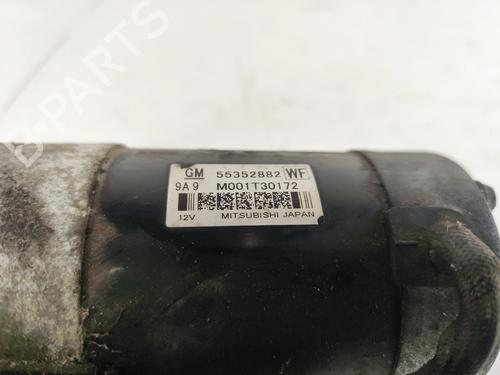 GM 55352882 WF
9A9 M001T30172
12V MITSUBISHI JAPAN
B-Parts